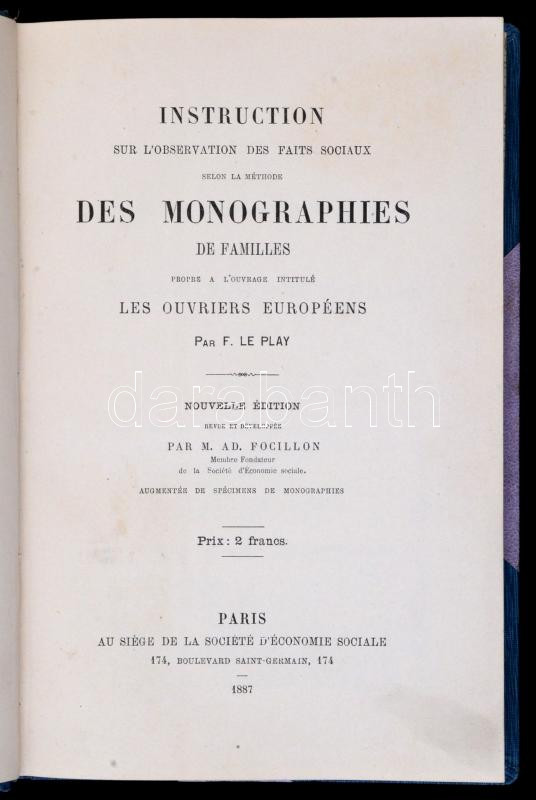 INSTRUCTION
SUR L'OBSERVATION DES FAITS SOCIAUX
SELON LA MÉTHODE
DES MONOGRAPHIES
DE FAMILLES
PROPRE A L'OUVRAGE INTITULÉ
LES OUVRIERS EUROPÉENS
PAR F. LE PLAY
darabanth
NOUVELLE ÉDITION
REVUE ET DÉVELOPPÉE
PAR M. AD. FOCILLON
Membre Fondateur
de la Société d'Économie sociale.
AUGMENTÉE DE SPÉCIMENS DE MONOGRAPHIES
Prix : 2 francs.
PARIS
AU SIÈGE DE LA SOCIÉTÉ D'ÉCONOMIE SOCIALE
174, BOULEVARD SAINT-GERMAIN, 174
1887